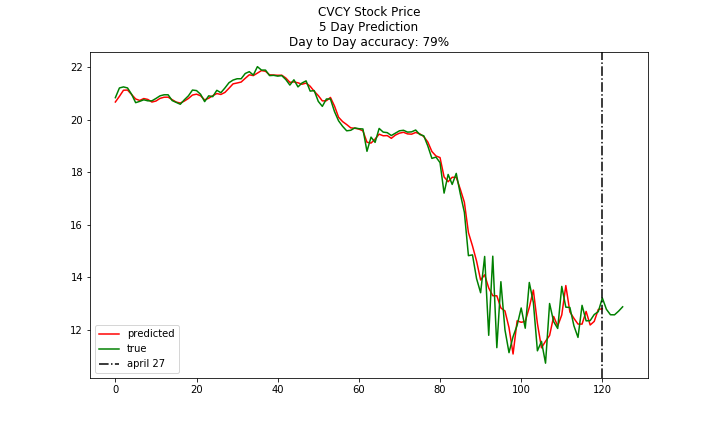 CVCY Stock Price
5 Day Prediction
Day to Day accuracy: 79%
22
20
18
16
14
12
predicted
true
april 27
0 20 40 60 80 100 120